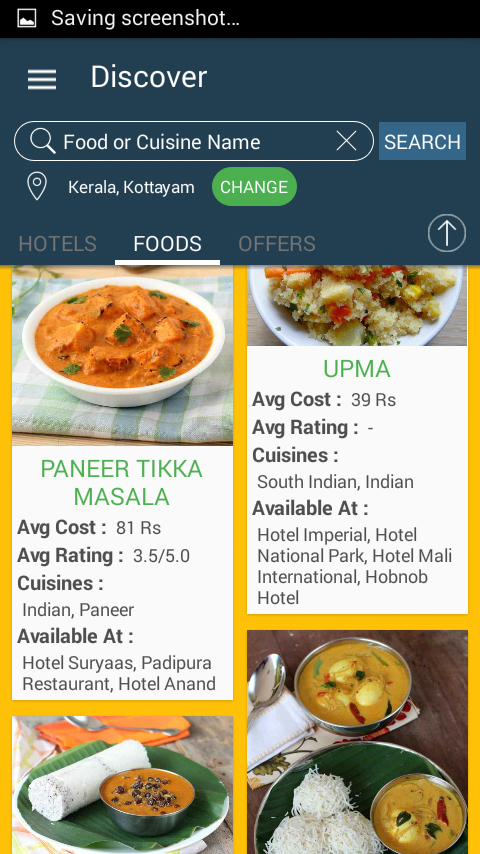 Saving screenshot...
Discover
Food or Cuisine Name
SEARCH
Kerala, Kottayam
CHANGE
HOTELS
FOODS
OFFERS
PANEER TIKKA
MASALA
Avg Cost : 81 Rs
Avg Rating : 3.5/5.0
Cuisines :
Indian, Paneer
Available At :
Hotel Suryaas, Padipura
Restaurant, Hotel Anand
UPMA
Avg Cost : 39 Rs
Avg Rating : -
Cuisines :
South Indian, Indian
Available At :
Hotel Imperial, Hotel
National Park, Hotel Mali
International, Hobnob
Hotel